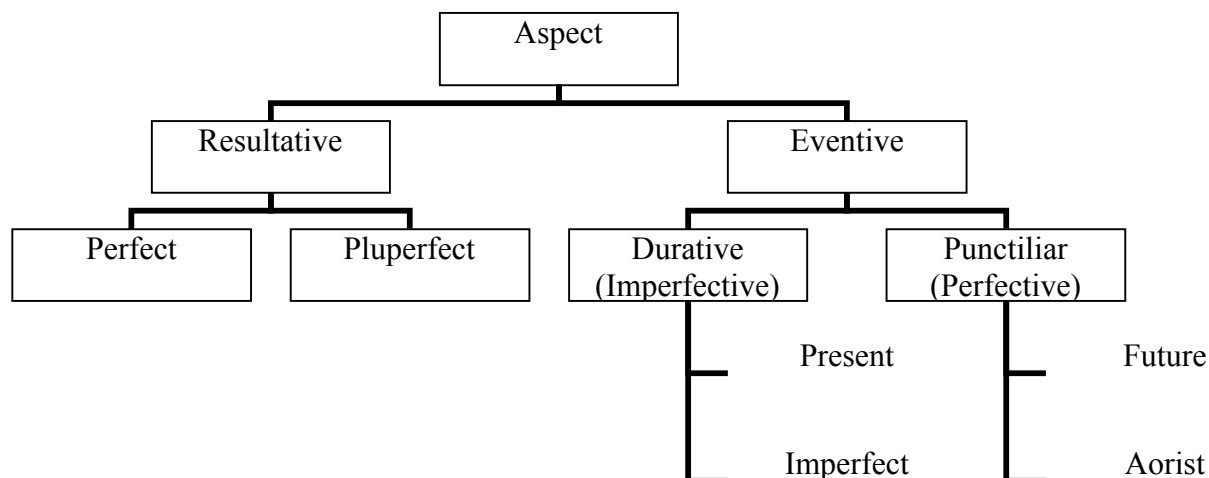 Aspect
Resultative
Eventive
Perfect
Pluperfect
Durative
(Imperfective)
Punctiliar
(Perfective)
Present
Future
Imperfect
Aorist